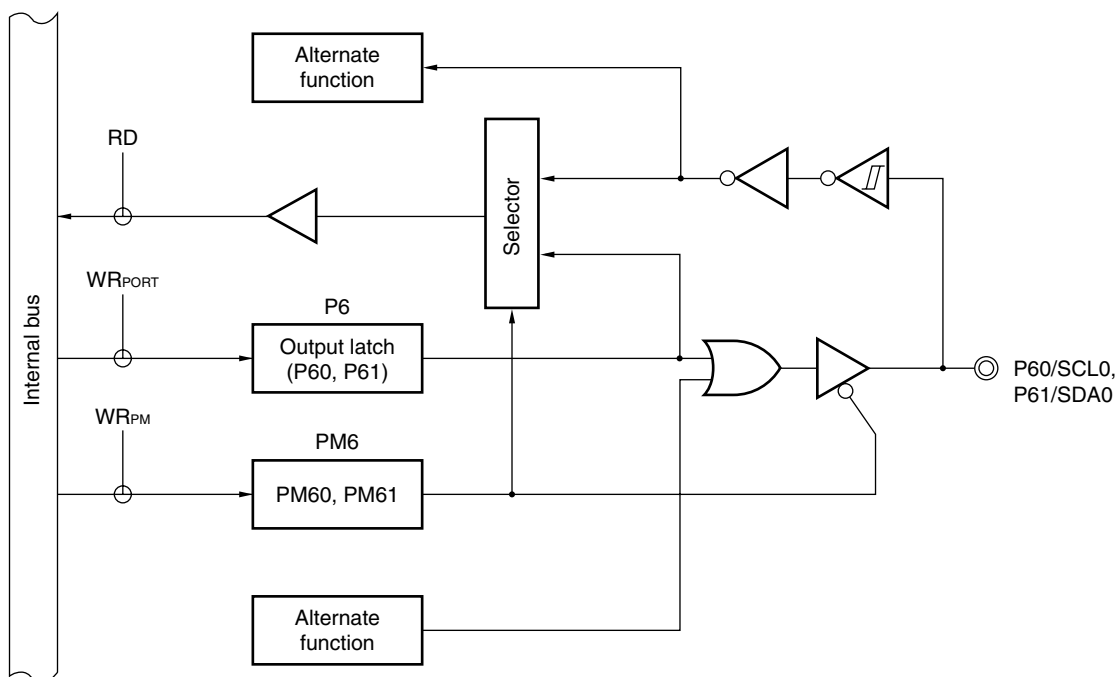 Alternate
function
RD
Selector
WRPORT
P6
Internal bus
Output latch
(P60, P61)
P60/SCL0,
P61/SDA0
WRPM
PM6
PM60, PM61
Alternate
function